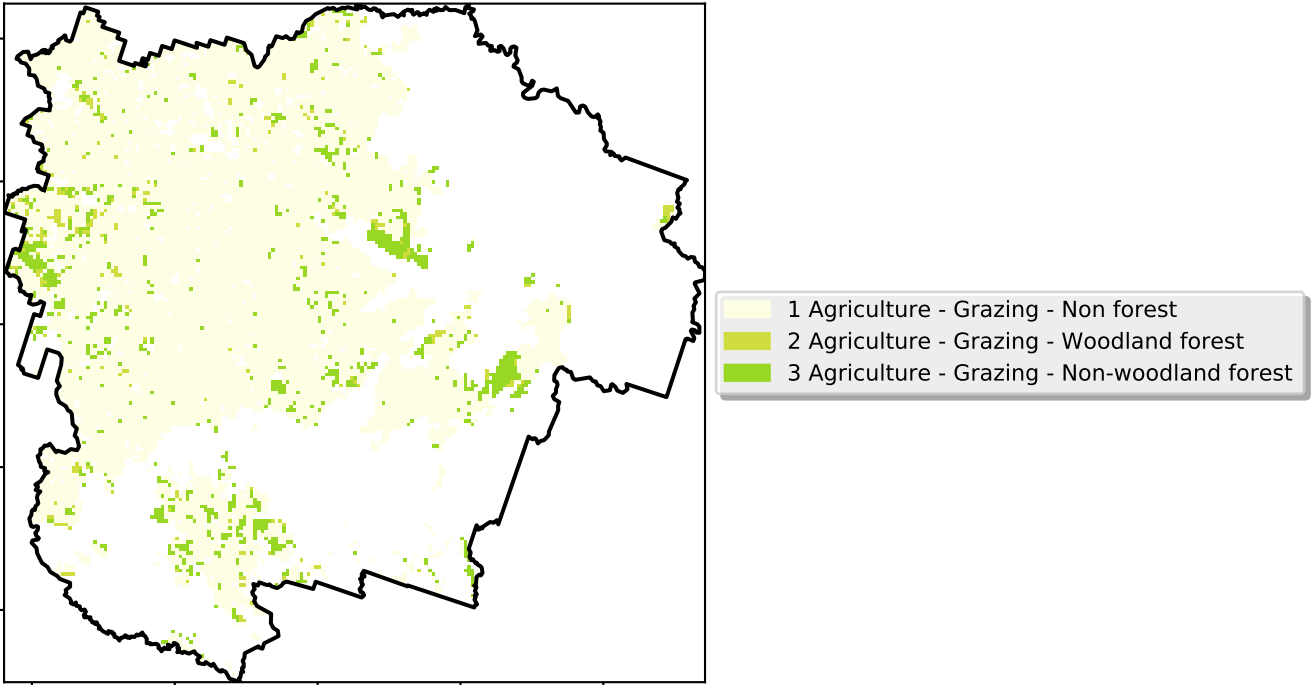 1 Agriculture - Grazing - Non forest
2 Agriculture - Grazing - Woodland forest
3 Agriculture - Grazing - Non-woodland forest